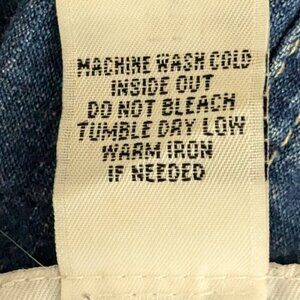 MACHINE WASH COLD
INSIDE OUT
DO NOT BLEACH
TUMBLE DRY LOW
WARM IRON
IF NEEDED